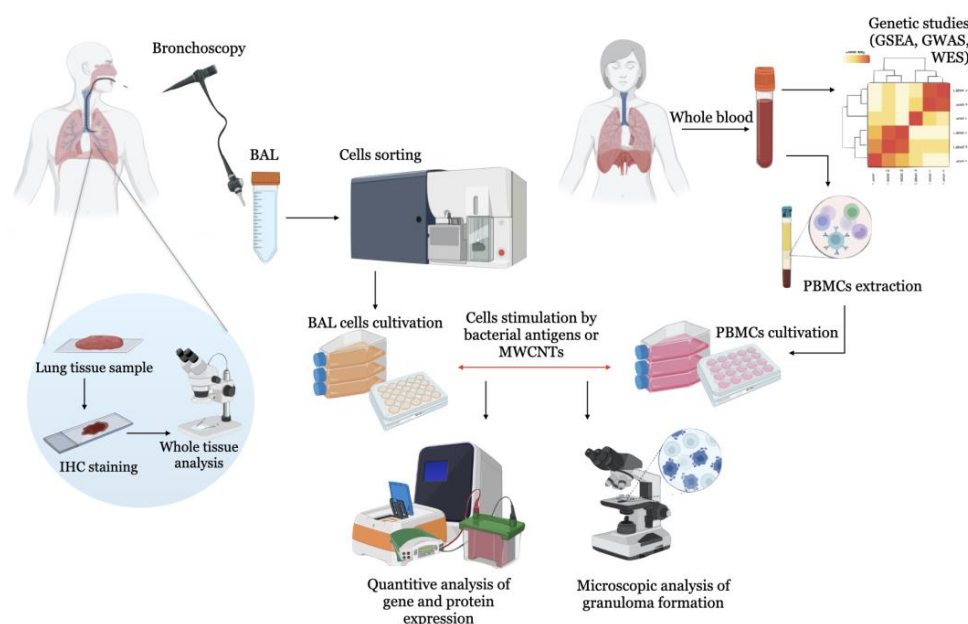 Bronchoscopy
BAL
Cells sorting
Whole blood
Genetic studies
(GSEA, GWAS,
WES)
PBMCs extraction
BAL cells cultivation
Cells stimulation by
bacterial antigens or
MWCNTs
PBMCs cultivation
Lung tissue sample
IHC staining
Whole tissue
analysis
Quantitive analysis of
gene and protein
expression
Microscopic analysis of
granuloma formation